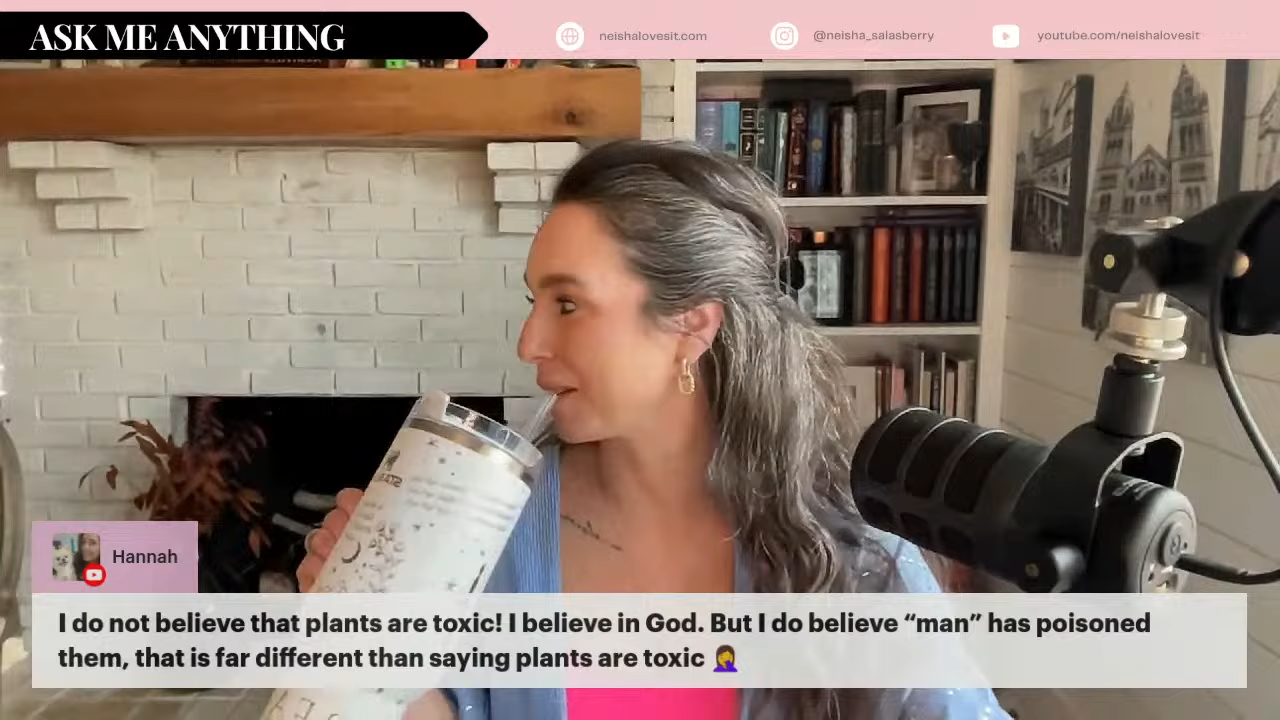 ASK ME ANYTHING
neishalovesit.com
@neisha_salasberry
youtube.com/neishalovesit
Hannah
I do not believe that plants are toxic! I believe in God. But I do believe “man” has poisoned
them, that is far different than saying plants are toxic 🤦‍♀️